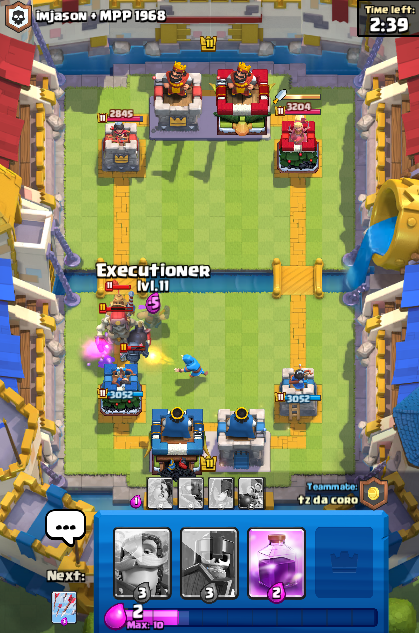 imjason + MPP 1968
Time left:
2:39
2845
3204
Executioner
lvl.11
5
3052
3052
Teammate:
tz da coro
...
3
3
2
Next:
2
Max: 10